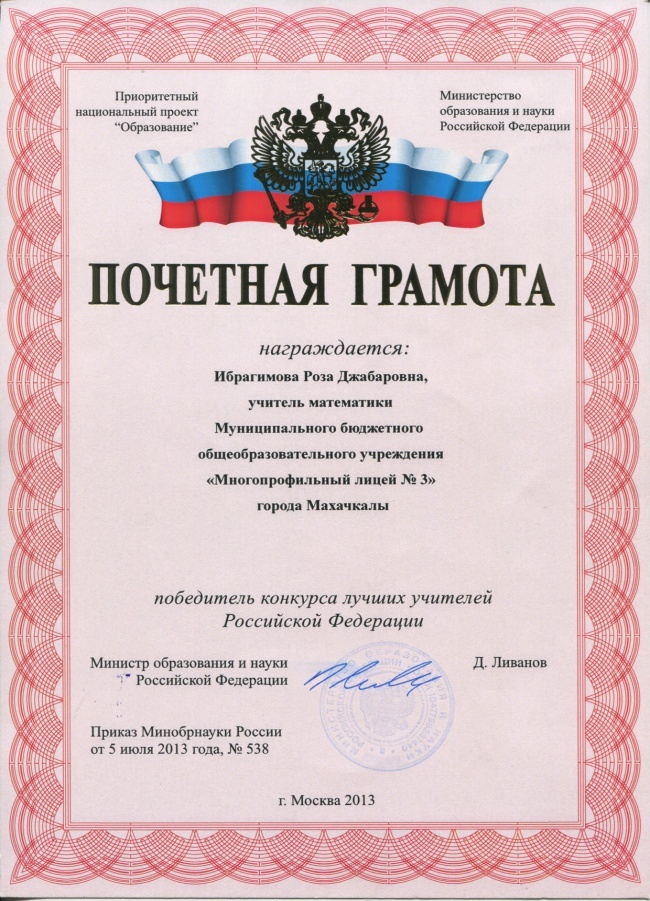 Приоритетный
национальный проект
“Образование”
Министерство
образования и науки
Российской Федерации
ПОЧЕТНАЯ ГРАМОТА
награждается:
Ибрагимова Роза Джабаровна,
учитель математики
Муниципального бюджетного
общеобразовательного учреждения
«Многопрофильный лицей № 3»
города Махачкалы
победитель конкурса лучших учителей
Российской Федерации
Министр образования и науки
Российской Федерации
Д. Ливанов
Приказ Минобрнауки России
от 5 июля 2013 года, № 538
г. Москва 2013